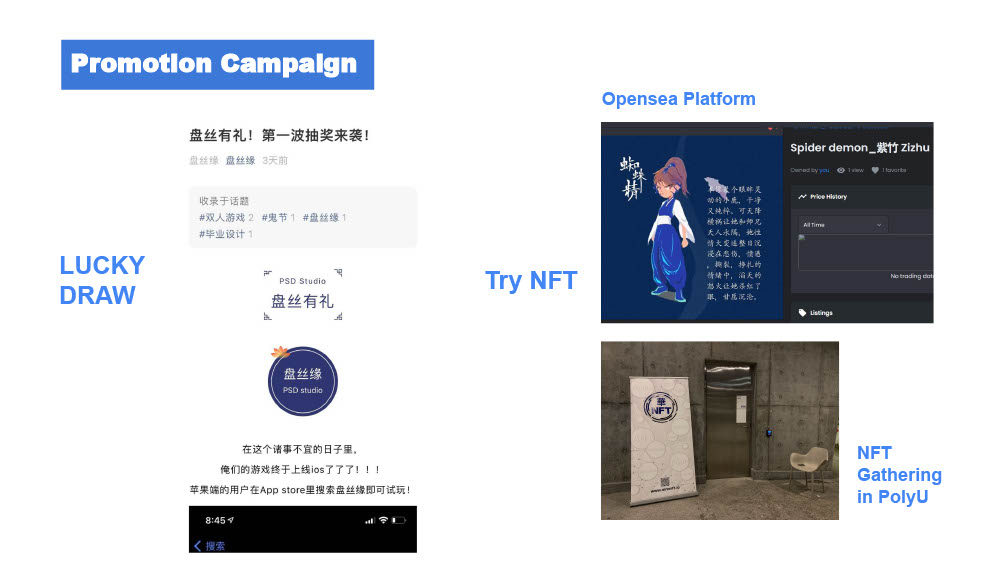 Promotion Campaign
盘丝有礼！第一波抽奖来袭！
盘丝缘 盘丝缘 3天前
收录于话题
#双人游戏 2 #鬼节 1 #盘丝缘 1
#毕业设计 1
LUCKY
DRAW
PSD Studio
盘丝有礼
盘丝缘
PSD studio
在这个诸事不宜的日子里，
俺们的游戏终于上线ios了了了！！！
苹果端的用户在App store里搜索盘丝缘即可试玩！
8:45
搜索
Try NFT
Opensea Platform
蜘蛛精
Spider demon_紫竹 Zizhu
Owned by you 1 view 1 favorite
Price History
All Time
No trading dat
Listings
華
NFT
NFT
Gathering
in PolyU